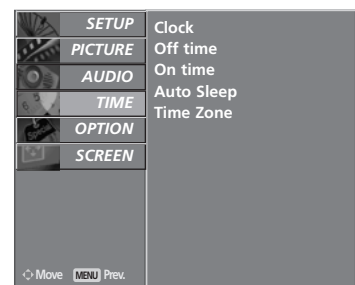 SETUP
PICTURE
AUDIO
TIME
OPTION
SCREEN
Clock
Off time
On time
Auto Sleep
Time Zone
Move MENU Prev.